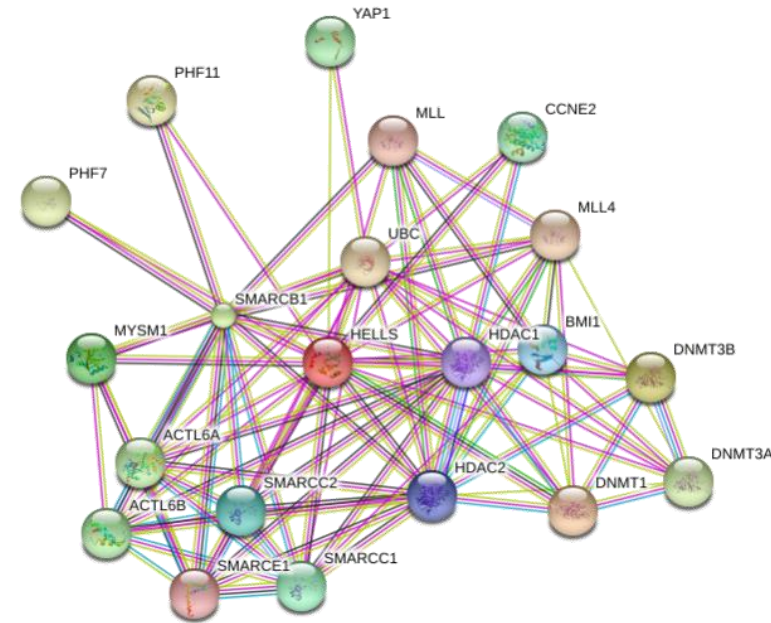 YAP1
PHF11
MLL
CCNE2
PHF7
MLL4
UBC
SMARCB1
MYSM1
HELLS
HDAC1
BMI1
DNMT3B
ACTL6A
DNMT3A
HDAC2
SMARCC2
DNMT1
ACTL6B
SMARCC1
SMARCE1